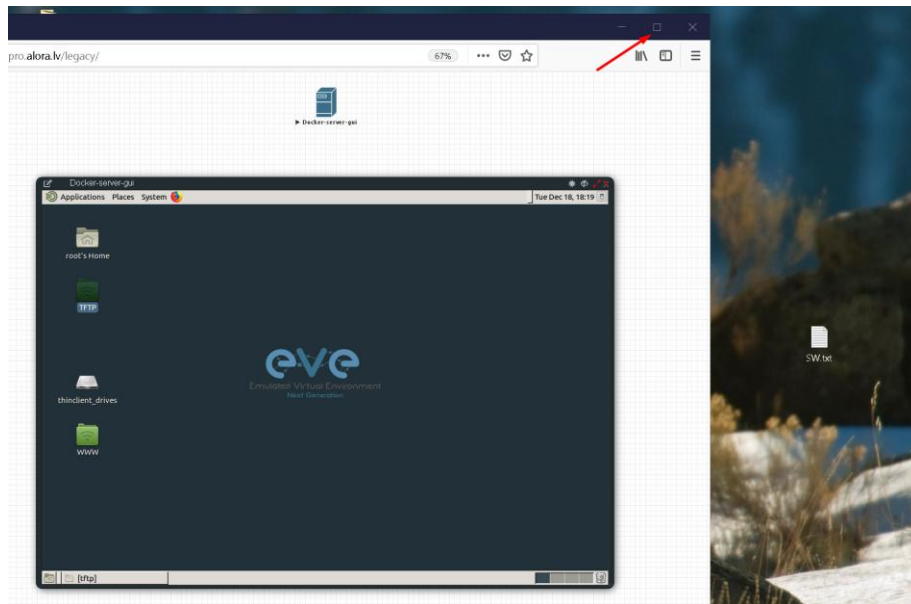 pro.alora.lv/legacy/
67%
Docker-server-gui
Docker-server-gui
Applications Places System
Tue Dec 18, 18:19
root's Home
TFTP
eve
Emulated Virtual Environment
Next Generation
SW.txt
thinclient_drives
WWW
[tftp]